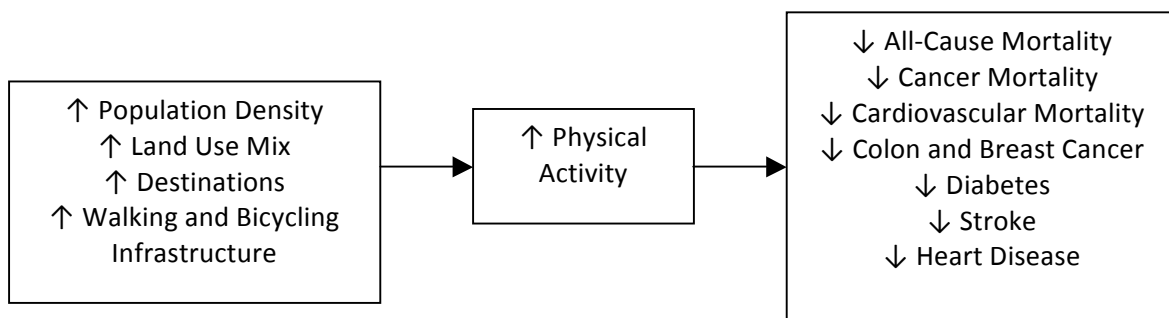 ↑ Population Density
↑ Land Use Mix
↑ Destinations
↑ Walking and Bicycling
Infrastructure
↑ Physical
Activity
↓ All-Cause Mortality
↓ Cancer Mortality
↓ Cardiovascular Mortality
↓ Colon and Breast Cancer
↓ Diabetes
↓ Stroke
↓ Heart Disease